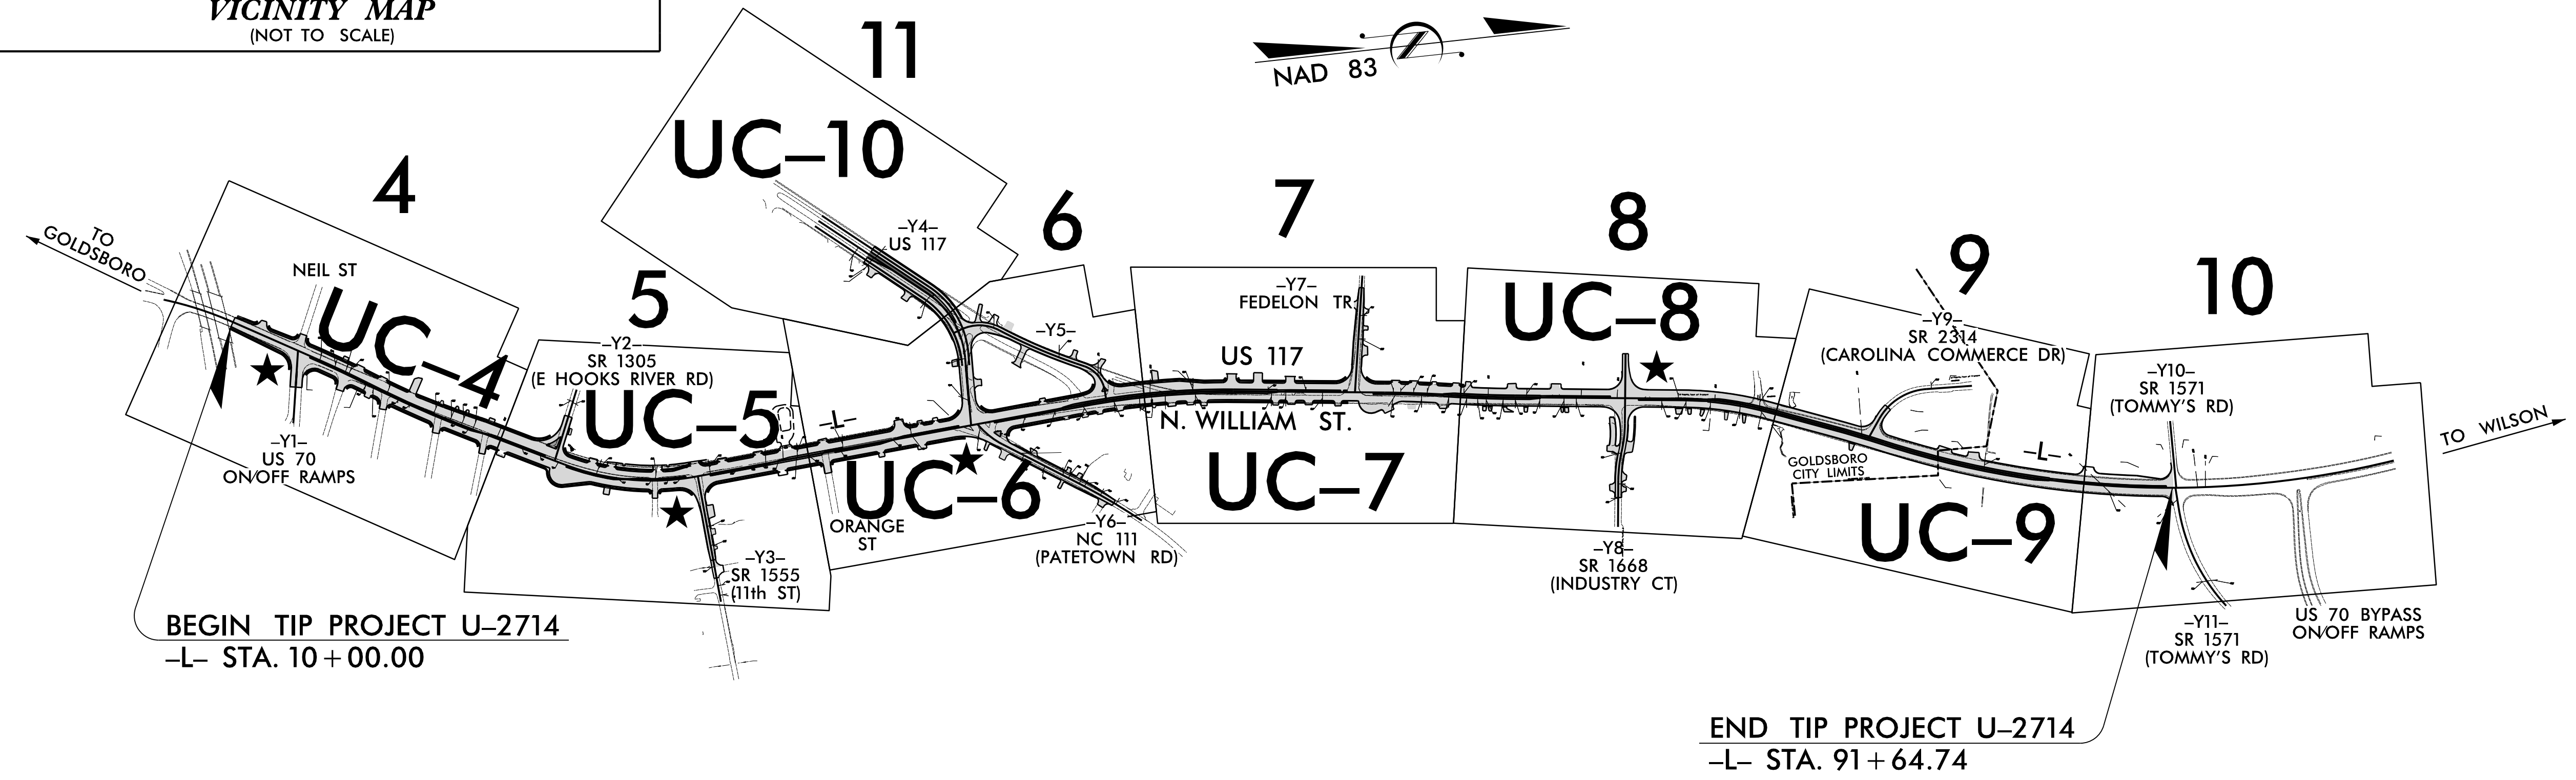 VICINITY MAP
(NOT TO SCALE)
NAD 83
11
UC–10
4
6
7
8
9
10
5
–Y4–
US 117
TO
GOLDSBORO
NEIL ST
UC–4
–Y2–
SR 1305
(E HOOKS RIVER RD)
UC–5
–L–
–Y5–
–Y7–
FEDELON TR.
US 117
N. WILLIAM ST.
UC–8
–Y9–
SR 2314
(CAROLINA COMMERCE DR)
–Y10–
SR 1571
(TOMMY'S RD)
TO WILSON
–Y1–
US 70
ON/OFF RAMPS
UC–6
ORANGE
ST
UC–7
GOLDSBORO
CITY LIMITS
–L–
UC–9
–Y3–
SR 1555
(11th ST)
–Y6–
NC 111
(PATETOWN RD)
–Y8–
SR 1668
(INDUSTRY CT)
–Y11–
SR 1571
(TOMMY'S RD)
US 70 BYPASS
ON/OFF RAMPS
BEGIN TIP PROJECT U–2714
–L– STA. 10+00.00
END TIP PROJECT U–2714
–L– STA. 91+64.74